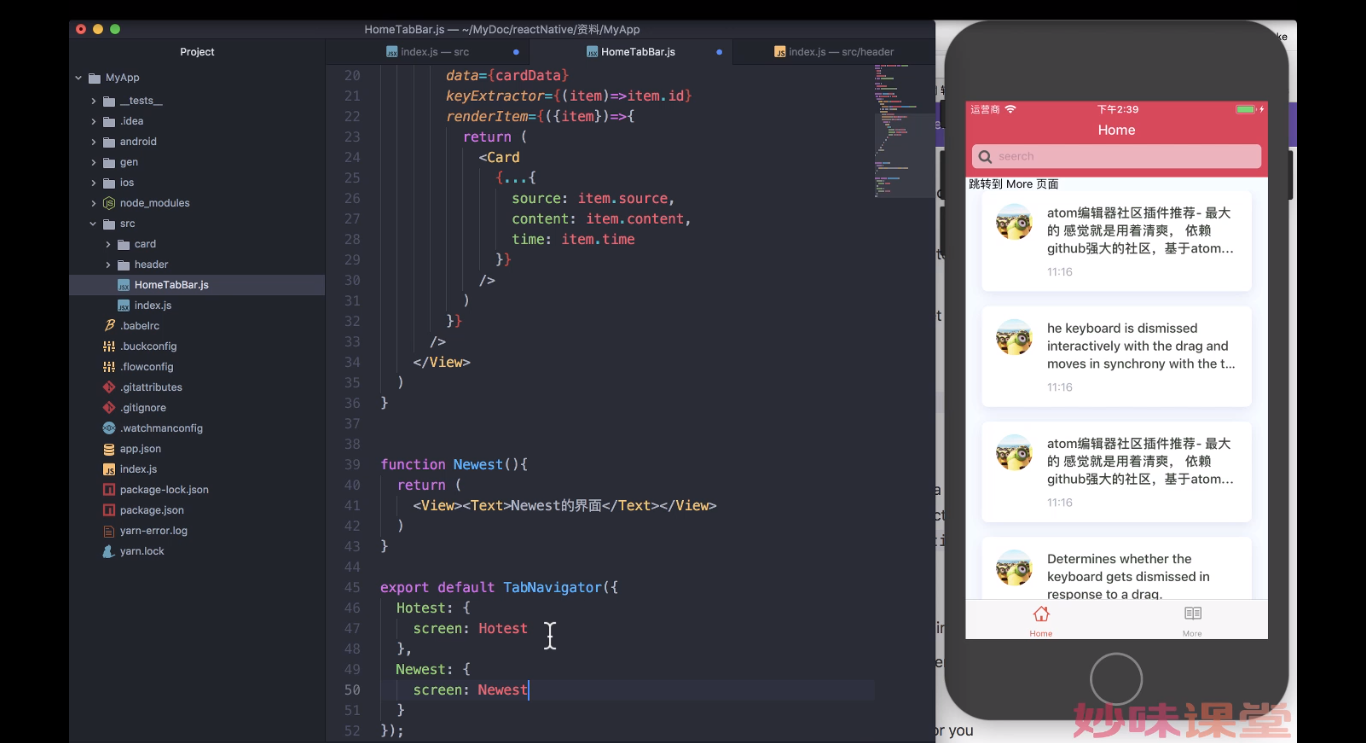 HomeTabBar.js — ~/MyDoc/reactNative/资料/MyApp
Project
index.js — src
HomeTabBar.js
index.js — src/header
MyApp
__tests__
.idea
android
gen
ios
node_modules
src
card
header
HomeTabBar.js
index.js
.babelrc
.buckconfig
.flowconfig
.gitattributes
.gitignore
.watchmanconfig
app.json
index.js
package-lock.json
package.json
yarn-error.log
yarn.lock
20 data={cardData}
21 keyExtractor={(item)=>item.id}
22 renderItem={({item})=>{
23 return (
24 <Card
25 {...{
26 source: item.source,
27 content: item.content,
28 time: item.time
29 }}
30 />
31 )
32 }}
33 />
34 </View>
35 )
36 }
37
38
39 function Newest(){
40 return (
41 <View><Text>Newest的界面</Text></View>
42 )
43 }
44
45 export default TabNavigator({
46 Hotest: {
47 screen: Hotest
48 },
49 Newest: {
50 screen: Newest
51 }
52 });
运营商 下午2:39
Home
seerch
跳转到 More 页面
atom编辑器社区插件推荐- 最大
的 感觉就是用着清爽， 依赖
github强大的社区，基于atom...
11:16
he keyboard is dismissed
interactively with the drag and
moves in synchrony with the t...
11:16
atom编辑器社区插件推荐- 最大
的 感觉就是用着清爽， 依赖
github强大的社区，基于atom...
11:16
Determines whether the
keyboard gets dismissed in
response to a drag.
Home
More
or you
妙味课堂